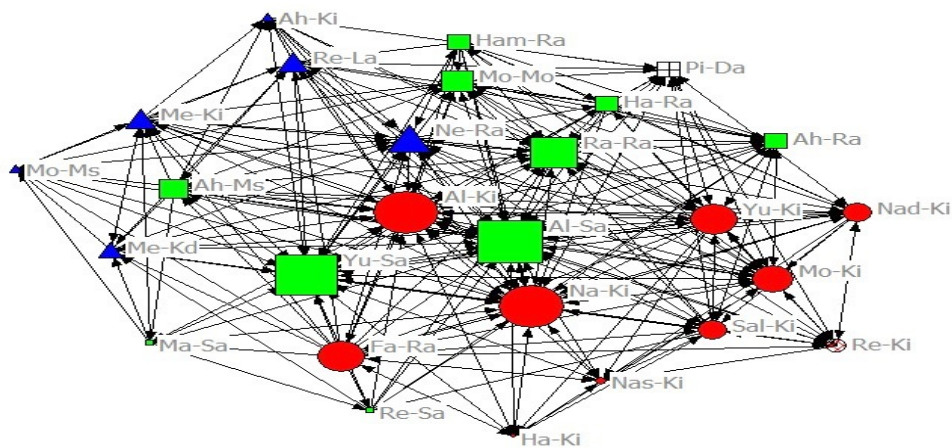 Ah-Ki
Ham-Ra
Re-La
Pi-Da
Mo-Mo
Ha-Ra
Me-Ki
Ne-Ra
Ra-Ra
Ah-Ra
Mo-Ms
Ah-Ms
Al-Ki
Yu-Ki
Nad-Ki
Al-Sa
Me-Kd
Yu-Sa
Mo-Ki
Na-Ki
Sal-Ki
Ma-Sa
Fa-Ra
Re-Ki
Nas-Ki
Re-Sa
Ha-Ki